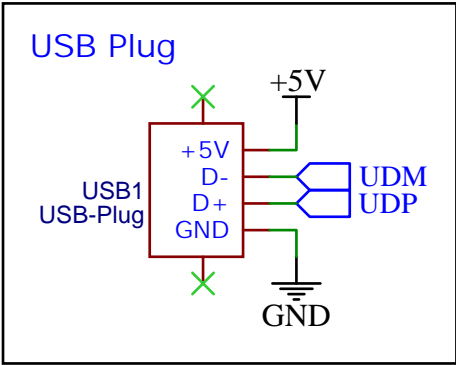 USB Plug
+5V
+5V
D-
UDM
USB1
D+
UDP
USB-Plug
GND
GND